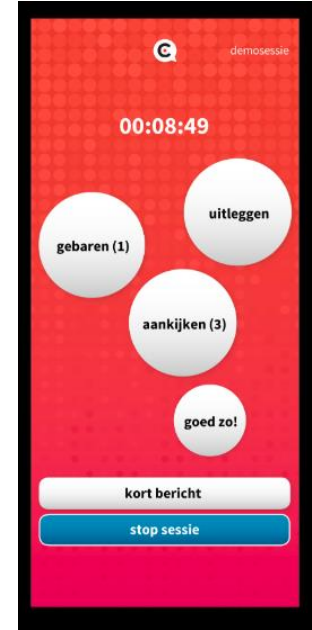 demosessie
00:08:49
uitleggen
gebaren (1)
aankijken (3)
goed zo!
kort bericht
stop sessie